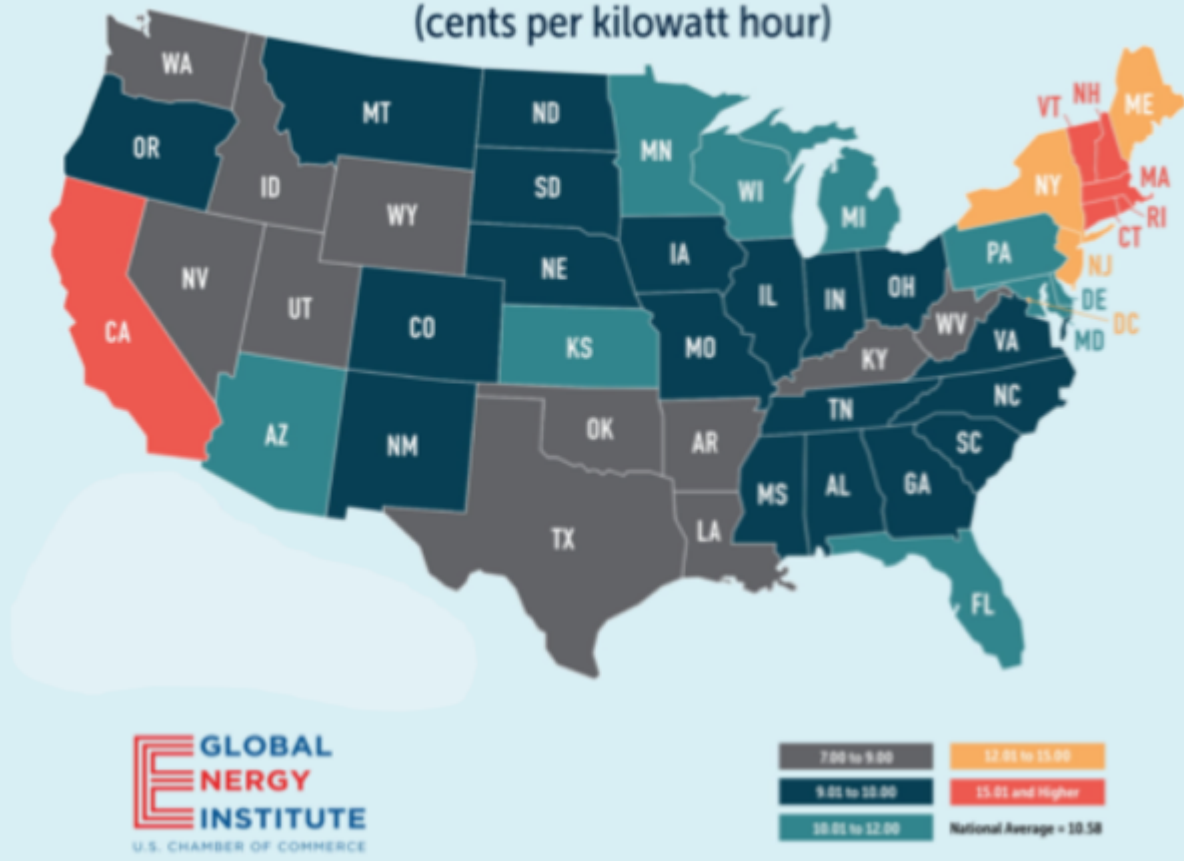 (cents per kilowatt hour)
WA
MT
ND
MN
VT
NH
ME
OR
ID
SD
WI
MI
NY
MA
RI
CT
WY
NV
UT
NE
IA
PA
NJ
CA
CO
KS
MO
IL
IN
OH
WV
VA
DE
DC
MD
KY
AZ
NM
OK
AR
TN
NC
SC
TX
LA
MS
AL
GA
FL
GLOBAL
ENERGY
INSTITUTE
U.S. CHAMBER OF COMMERCE
7.00 to 9.00
12.01 to 15.00
9.01 to 10.00
15.01 and Higher
10.01 to 12.00
National Average = 10.58